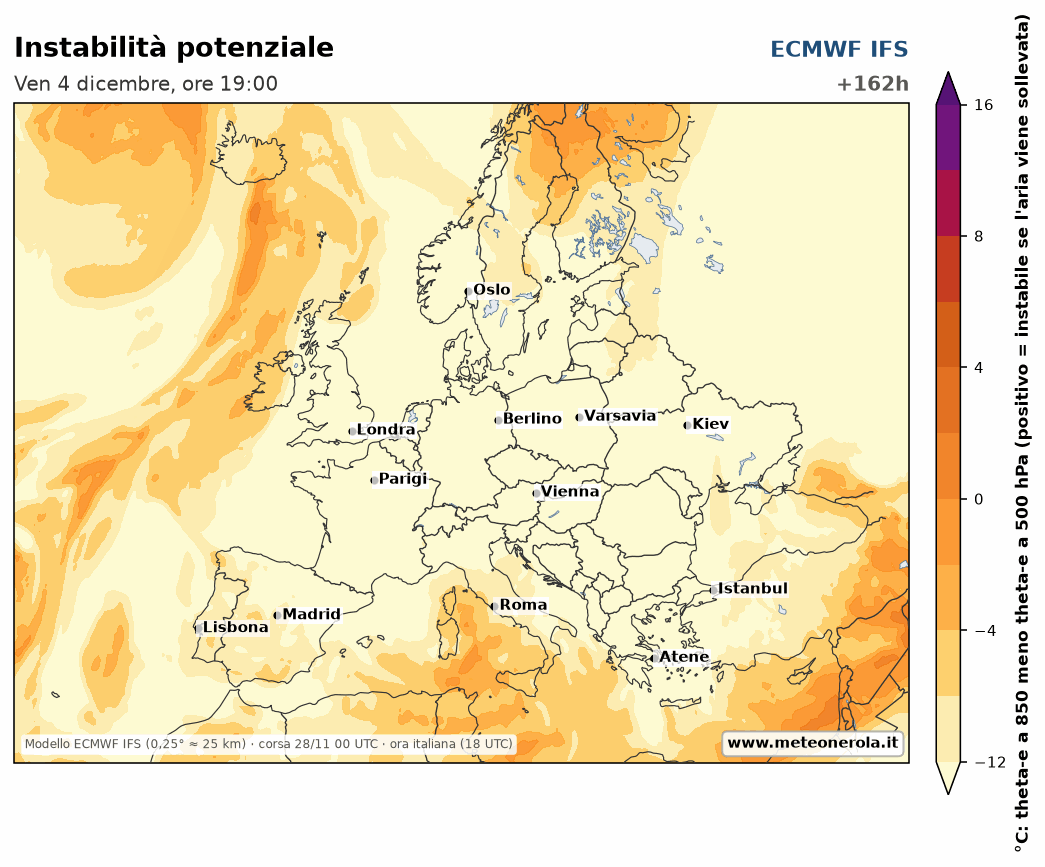 Instabilità potenziale
ECMWF IFS
Ven 4 dicembre, ore 19:00
+162h
Oslo
Londra
Berlino
Varsavia
Kiev
Parigi
Vienna
Istanbul
Roma
Madrid
Lisbona
Atene
Modello ECMWF IFS (0,25° ≈ 25 km) · corsa 28/11 00 UTC · ora italiana (18 UTC)
www.meteonerola.it
16
8
4
0
−4
−12
°C: theta-e a 850 meno theta-e a 500 hPa (positivo = instabile se l'aria viene sollevata)